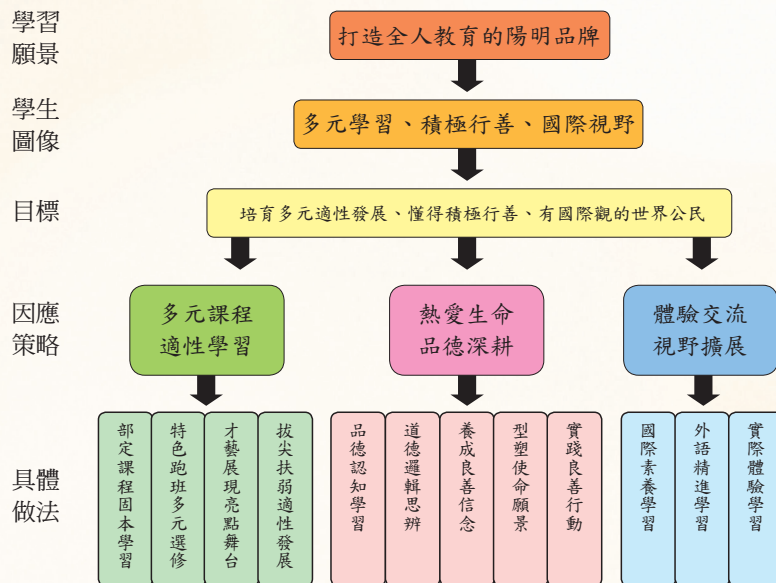 學習
願景
打造全人教育的陽明品牌
學生
圖像
多元學習、積極行善、國際視野
目標
培育多元適性發展、懂得積極行善、有國際觀的世界公民
因應
策略
多元課程
適性學習
熱愛生命
品德深耕
體驗交流
視野擴展
具體
做法
部定課程固本學習
特色跑班多元選修
才藝展現亮點舞台
拔尖扶弱適性發展
品德認知學習
道德邏輯思辨
養成良善信念
型塑使命願景
實踐良善行動
國際素養學習
外語精進學習
實際體驗學習